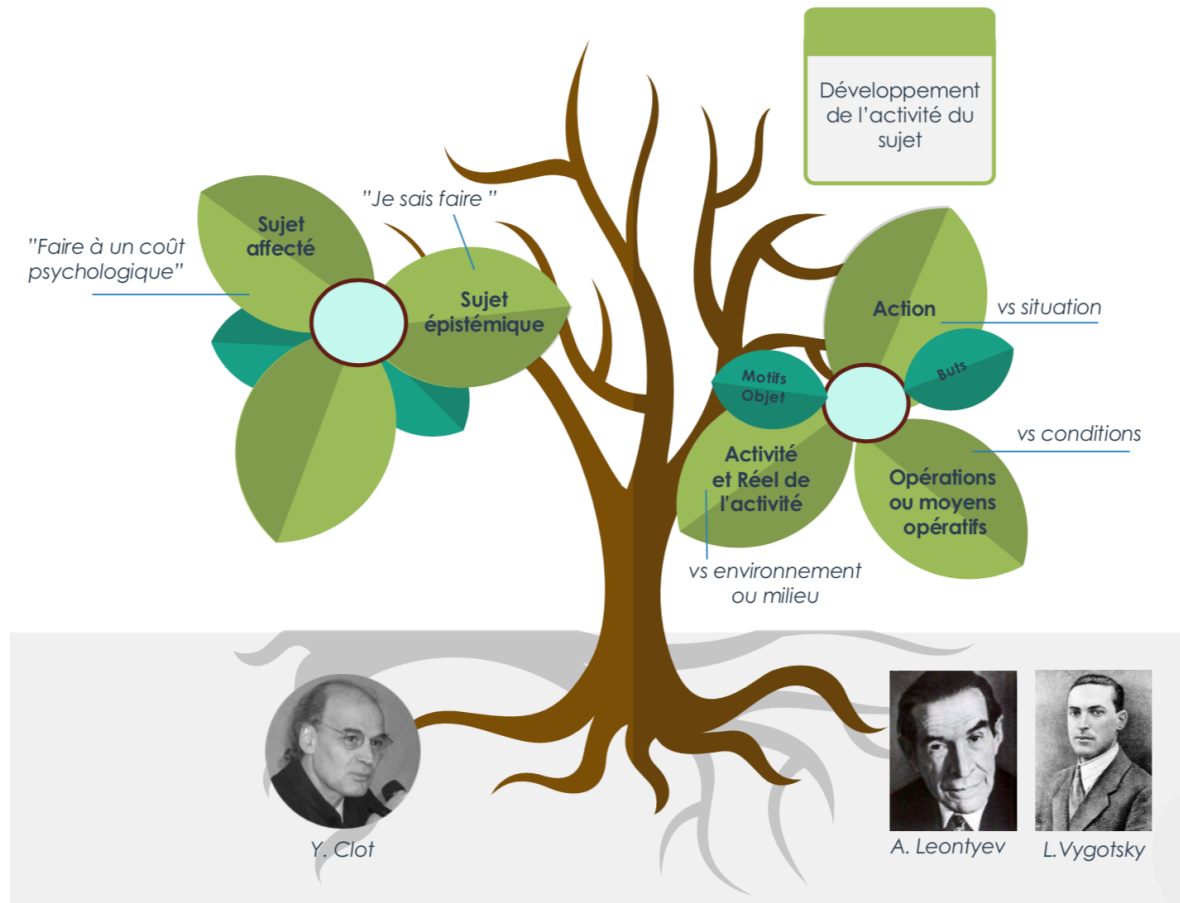 Développement
de l'activité du
sujet
"Je sais faire "
Sujet
affecté
"Faire à un coût
psychologique"
Sujet
épistémique
Action
vs situation
Motifs
Objet
Buts
vs conditions
Activité
et Réel de
l'activité
Opérations
ou moyens
opératifs
vs environnement
ou milieu
Y. Clot
A. Leontyev
L.Vygotsky